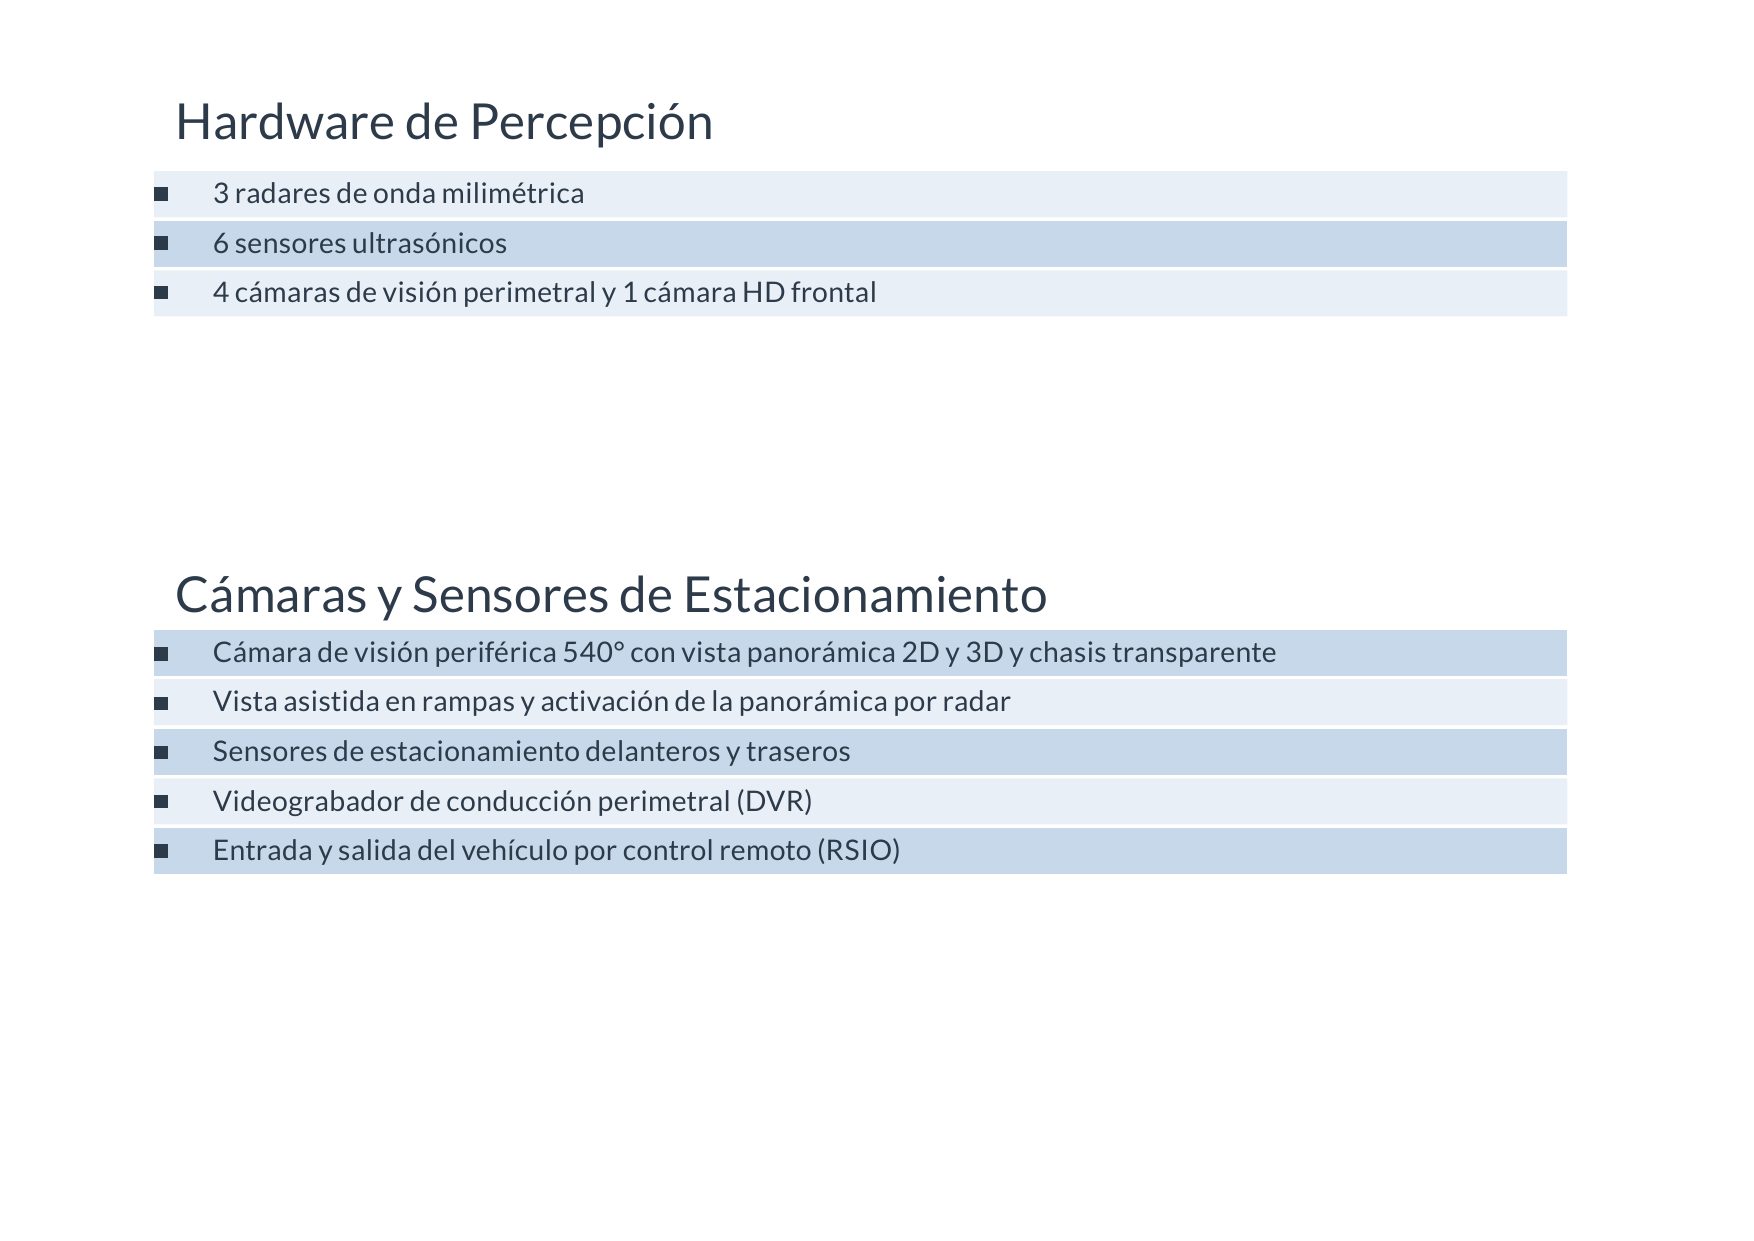 Hardware de Percepción
3 radares de onda milimétrica
6 sensores ultrasónicos
4 cámaras de visión perimetral y 1 cámara HD frontal
Cámaras y Sensores de Estacionamiento
Cámara de visión periférica 540° con vista panorámica 2D y 3D y chasis transparente
Vista asistida en rampas y activación de la panorámica por radar
Sensores de estacionamiento delanteros y traseros
Videograbador de conducción perimetral (DVR)
Entrada y salida del vehículo por control remoto (RSIO)